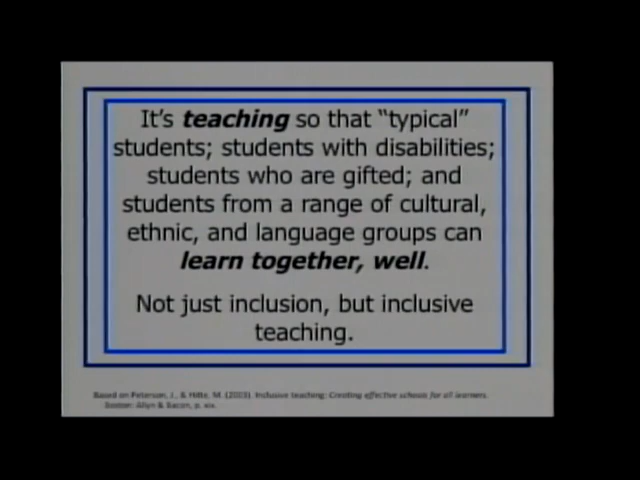 It's teaching so that “typical”
students; students with disabilities;
students who are gifted; and
students from a range of cultural,
ethnic, and language groups can
learn together, well.
Not just inclusion, but inclusive
teaching.
Based on Peterson, J., & Hitte, M. (2003). Inclusive teaching: Creating effective schools for all learners.
Boston: Allyn & Bacon, p. xix.